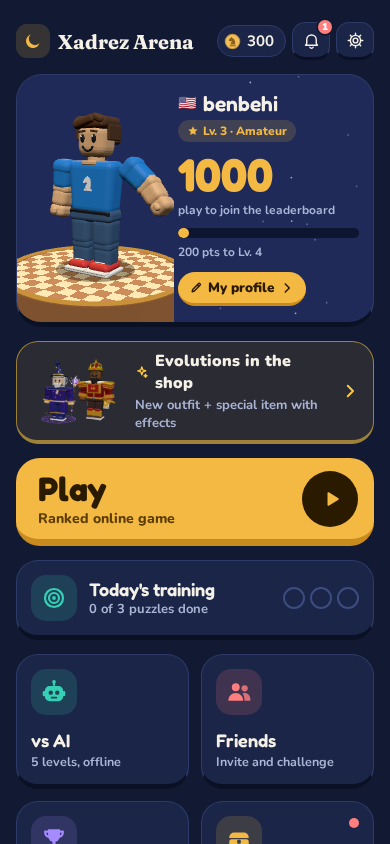 Xadrez Arena
300
1
benbehi
Lv. 3 · Amateur
1000
play to join the leaderboard
200 pts to Lv. 4
My profile
Evolutions in the
shop
New outfit + special item with
effects
Play
Ranked online game
Today's training
0 of 3 puzzles done
vs AI
5 levels, offline
Friends
Invite and challenge